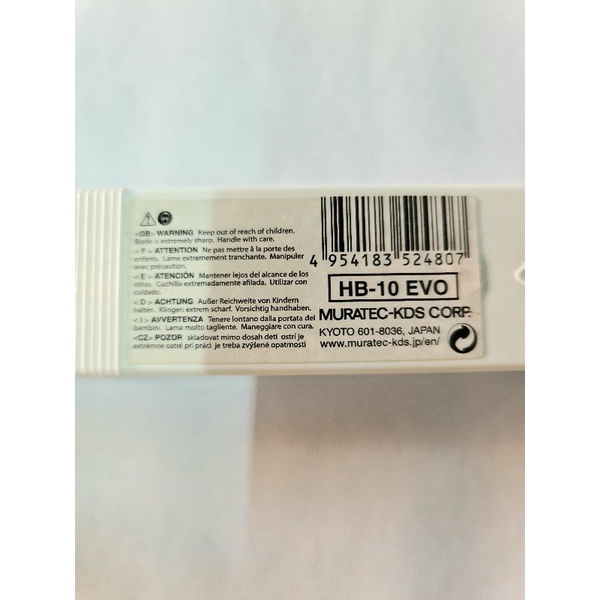 <GB> WARNING Keep out of reach of children.
Blade is extremely sharp. Handle with care.
<F> ATTENTION Ne pas mettre à la porte des
enfants. Lame extremement tranchante. Manipuler
avec précaution.
<E> ATENCIÓN Mantener lejos del alcance de los
niños. Cuchilla extremadamente afilada. Utilizar con
cuidado.
<D> ACHTUNG Außer Reichweite von Kindern
halten. Klingen extrem scharf. Vorsichtig handhaben.
<I> AVVERTENZA Tenere lontano dalla portata dei
bambini. Lama molto tagliente. Maneggiare con cura.
<CZ> POZOR skladovat mimo dosah deti ostrí je
extrémne ostre pri práci je treba zvýšené opatrnosti
4 954183 524807
HB-10 EVO
MURATEC-KDS CORP.
KYOTO 601-8036, JAPAN
www.muratec-kds.jp/en/